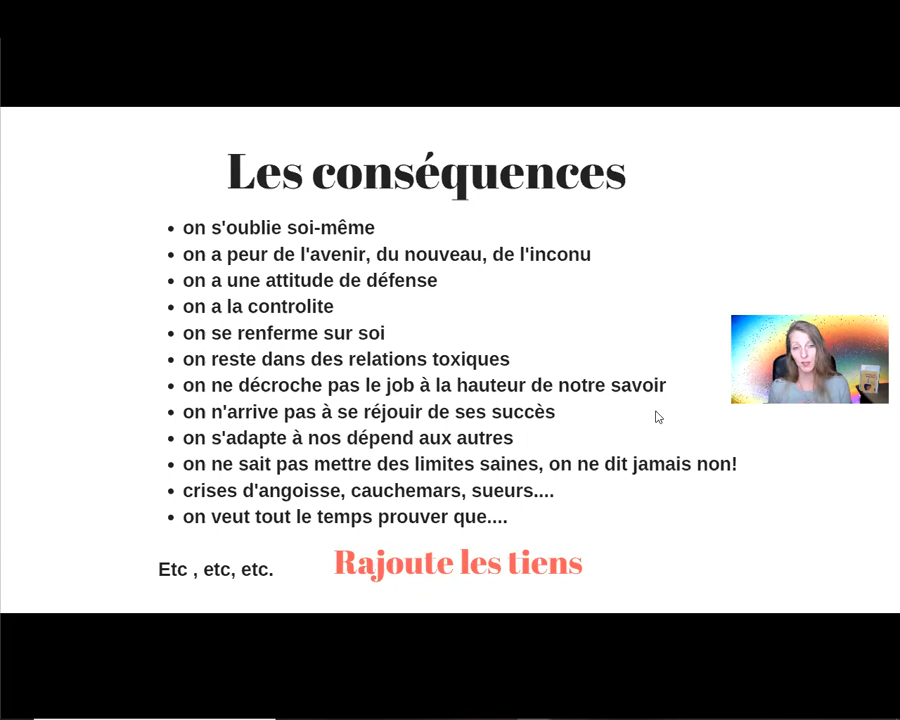 Les conséquences
on s'oublie soi-même
on a peur de l'avenir, du nouveau, de l'inconu
on a une attitude de défense
on a la controlite
on se renferme sur soi
on reste dans des relations toxiques
on ne décroche pas le job à la hauteur de notre savoir
on n'arrive pas à se réjouir de ses succès
on s'adapte à nos dépend aux autres
on ne sait pas mettre des limites saines, on ne dit jamais non!
crises d'angoisse, cauchemars, sueurs....
on veut tout le temps prouver que....
Etc , etc, etc.
Rajoute les tiens